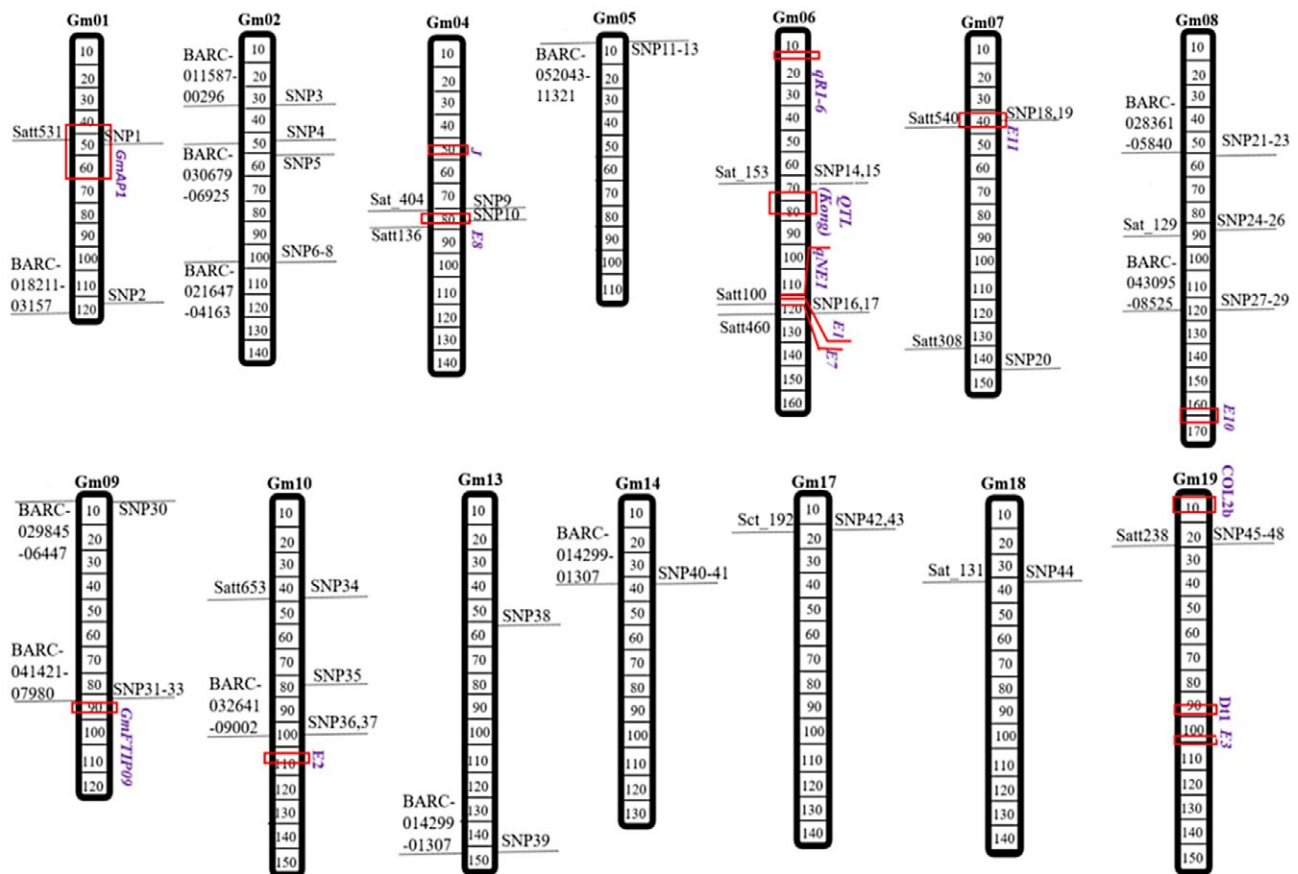 Gm01
10
20
30
40
Satt531
SNP1
50
60
GmAP1
70
80
90
100
BARC-
018211-
03157
110
SNP2
120
Gm02
BARC-
011587-
00296
10
20
30
SNP3
40
SNP4
50
SNP5
BARC-
030679
-06925
60
70
80
90
100
SNP6-8
BARC-
021647
-04163
110
120
130
140
Gm04
10
20
30
40
50
J
60
70
Sat_404
SNP9
SNP10
80
Satt136
E8
90
100
110
120
130
140
Gm05
BARC-
052043-
11321
SNP11-13
10
20
30
40
50
60
70
80
90
100
110
Gm06
10
qR1-6
20
30
40
50
60
Sat_153
SNP14,15
70
QTL
(Kong)
80
90
100
qNE1
110
Satt100
SNP16,17
120
Satt460
E1
E7
130
140
150
160
Gm07
10
20
30
Satt540
40
SNP18,19
E11
50
60
70
80
90
100
110
120
130
Satt308
140
SNP20
150
Gm08
10
20
30
BARC-
028361
-05840
40
50
SNP21-23
60
70
80
Sat_129
SNP24-26
90
100
BARC-
043095
-08525
110
SNP27-29
120
130
140
150
160
E10
170
Gm09
BARC-
029845
-06447
SNP30
10
20
30
40
50
60
70
BARC-
041421-
07980
80
SNP31-33
90
GmFTIP09
100
110
120
Gm10
10
20
30
Satt653
40
SNP34
50
60
70
80
SNP35
BARC-
032641
-09002
90
SNP36,37
100
110
E2
120
130
140
150
Gm13
10
20
30
40
50
SNP38
60
70
80
90
100
110
120
BARC-
014299
-01307
130
140
SNP39
150
Gm14
BARC-
014299-
01307
10
20
30
SNP40-41
40
50
60
70
80
90
100
110
120
130
Gm17
Sct_192
10
SNP42,43
20
30
40
50
60
70
80
90
100
110
120
130
140
Gm18
10
20
Sat_131
30
SNP44
40
50
60
70
80
90
100
110
120
130
140
Gm19
COL2b
10
Satt238
20
SNP45-48
30
40
50
60
70
80
90
Dt1
100
E3
110
120
130
140
150